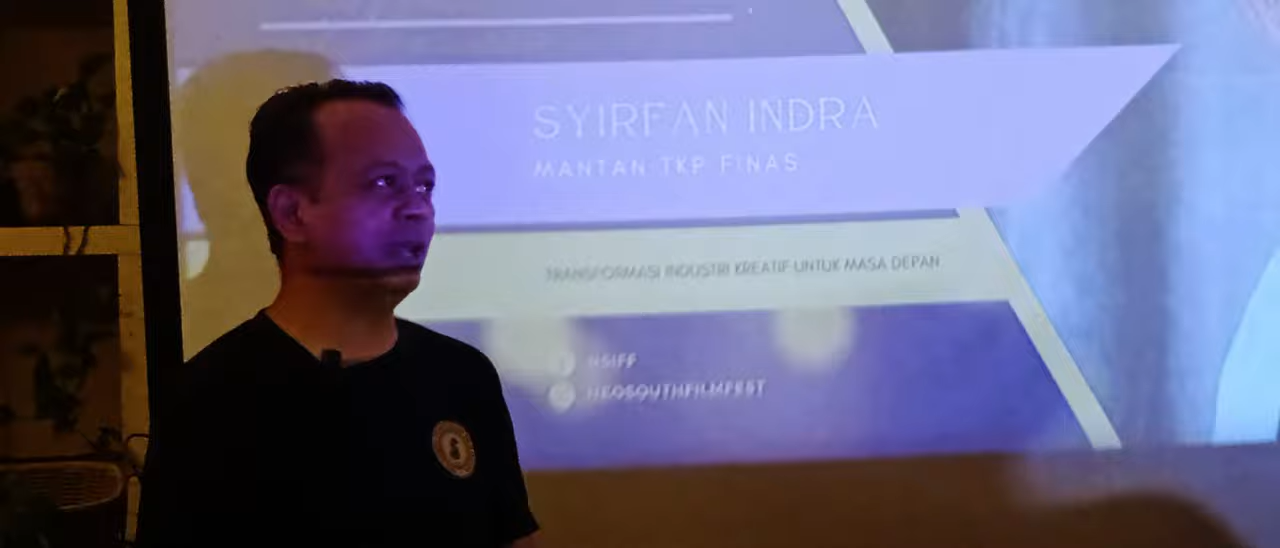 SYIRFAN INDRA
MANTAN TKP FINAS
TRANSFORMASI INDUSTRI KREATIF UNTUK MASA DEPAN
NSIFF
NEOSOUTHFILMFEST